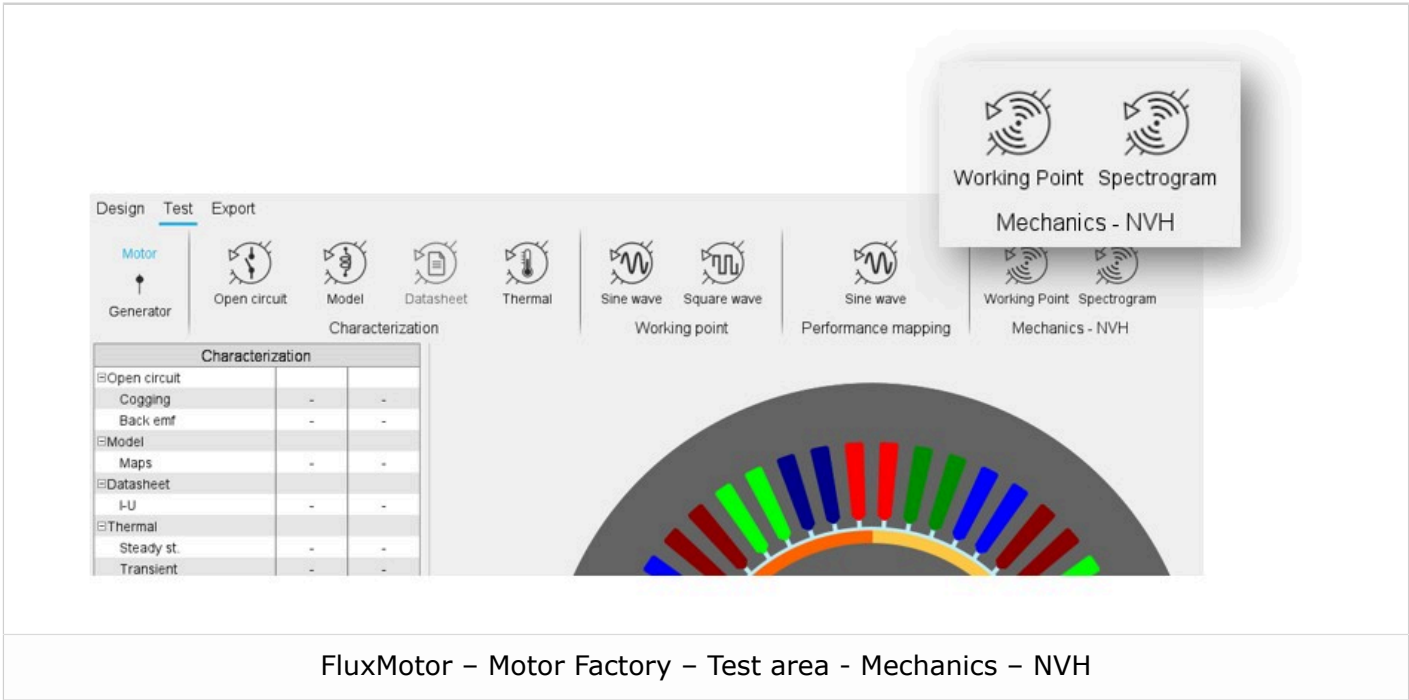 Working Point Spectrogram
Mechanics - NVH
Design Test Export
Motor
Generator
Open circuit Model Datasheet Thermal
Characterization
Sine wave Square wave
Working point
Sine wave
Performance mapping
Working Point Spectrogram
Mechanics - NVH
Characterization
Open circuit
Cogging - -
Back emf - -
Model
Maps - -
Datasheet
I-U - -
Thermal
Steady st. - -
Transient - -
FluxMotor – Motor Factory – Test area - Mechanics – NVH